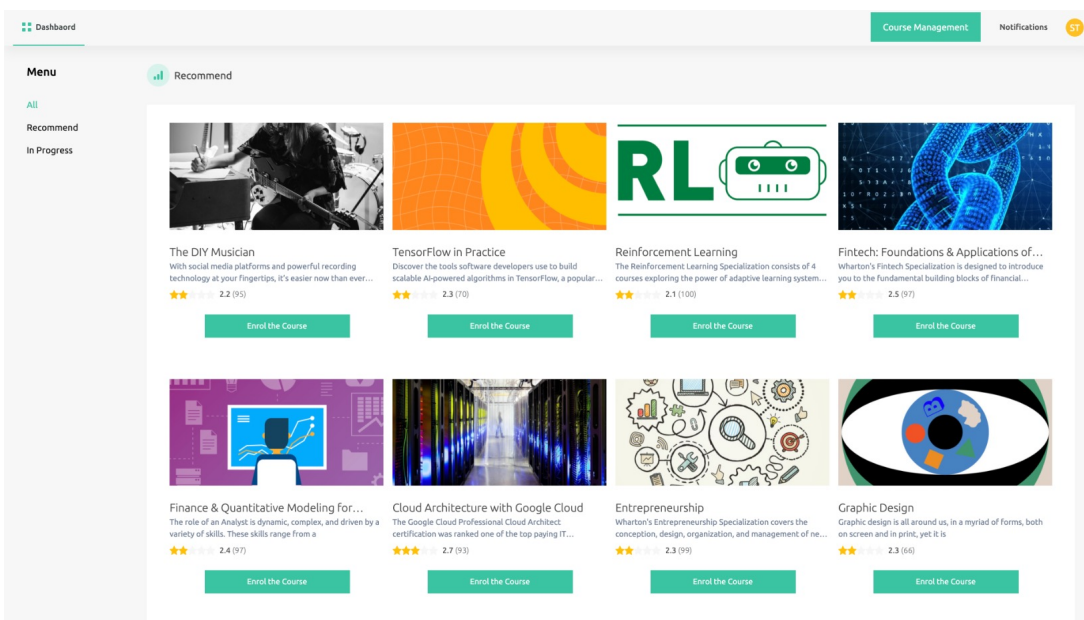 Dashbaord
Course Management
Notifications
ST
Menu
All
Recommend
In Progress
Recommend
RL
The DIY Musician
With social media platforms and powerful recording
technology at your fingertips, it's easier now than ever...
2.2 (95)
Enrol the Course
TensorFlow in Practice
Discover the tools software developers use to build
scalable AI-powered algorithms in TensorFlow, a popular...
2.3 (70)
Enrol the Course
Reinforcement Learning
The Reinforcement Learning Specialization consists of 4
courses exploring the power of adaptive learning system...
2.1 (100)
Enrol the Course
Fintech: Foundations & Applications of...
Wharton's Fintech Specialization is designed to introduce
you to the fundamental building blocks of financial...
2.5 (97)
Enrol the Course
Finance & Quantitative Modeling for...
The role of an Analyst is dynamic, complex, and driven by a
variety of skills. These skills range from a
2.4 (97)
Enrol the Course
Cloud Architecture with Google Cloud
The Google Cloud Professional Cloud Architect
certification was ranked one of the top paying IT...
2.7 (93)
Enrol the Course
Entrepreneurship
Wharton's Entrepreneurship Specialization covers the
conception, design, organization, and management of ne...
2.3 (99)
Enrol the Course
Graphic Design
Graphic design is all around us, in a myriad of forms, both
on screen and in print, yet it is
2.3 (66)
Enrol the Course